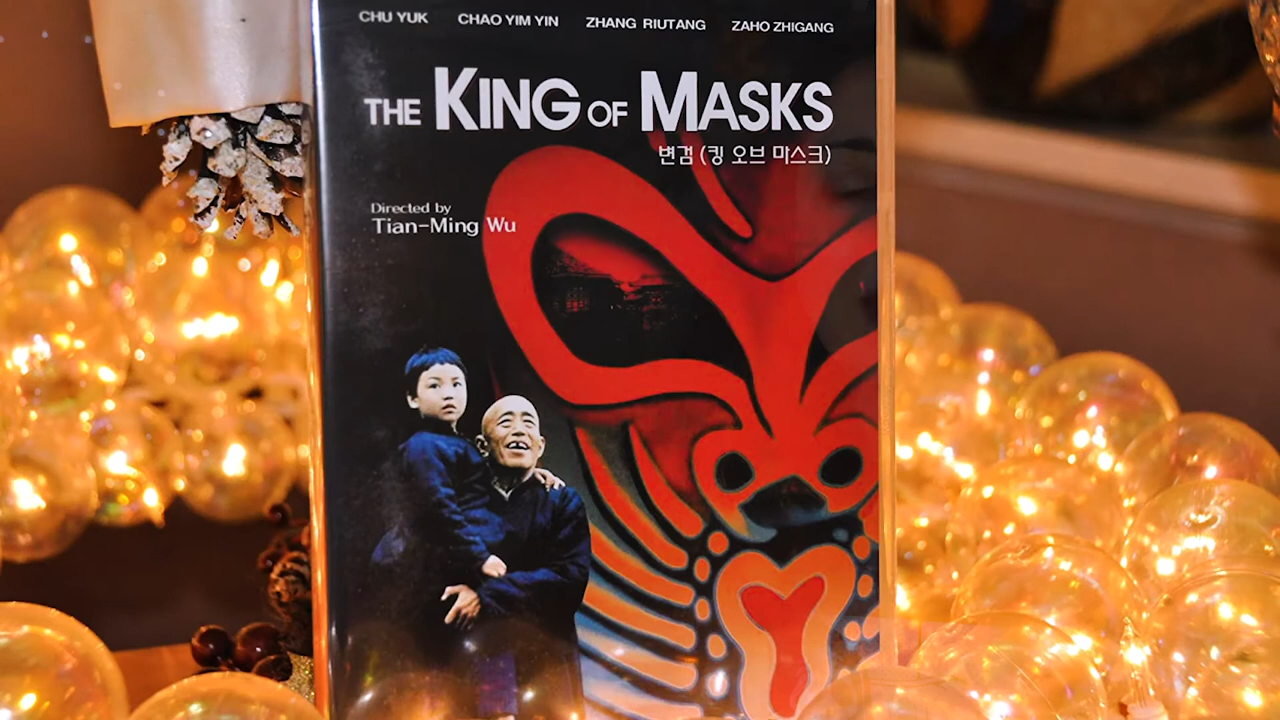 CHU YUK CHAO YIM YIN ZHANG RIUTANG ZAHO ZHIGANG
THE KING OF MASKS
변검 (킹 오브 마스크)
Directed by
Tian-Ming Wu